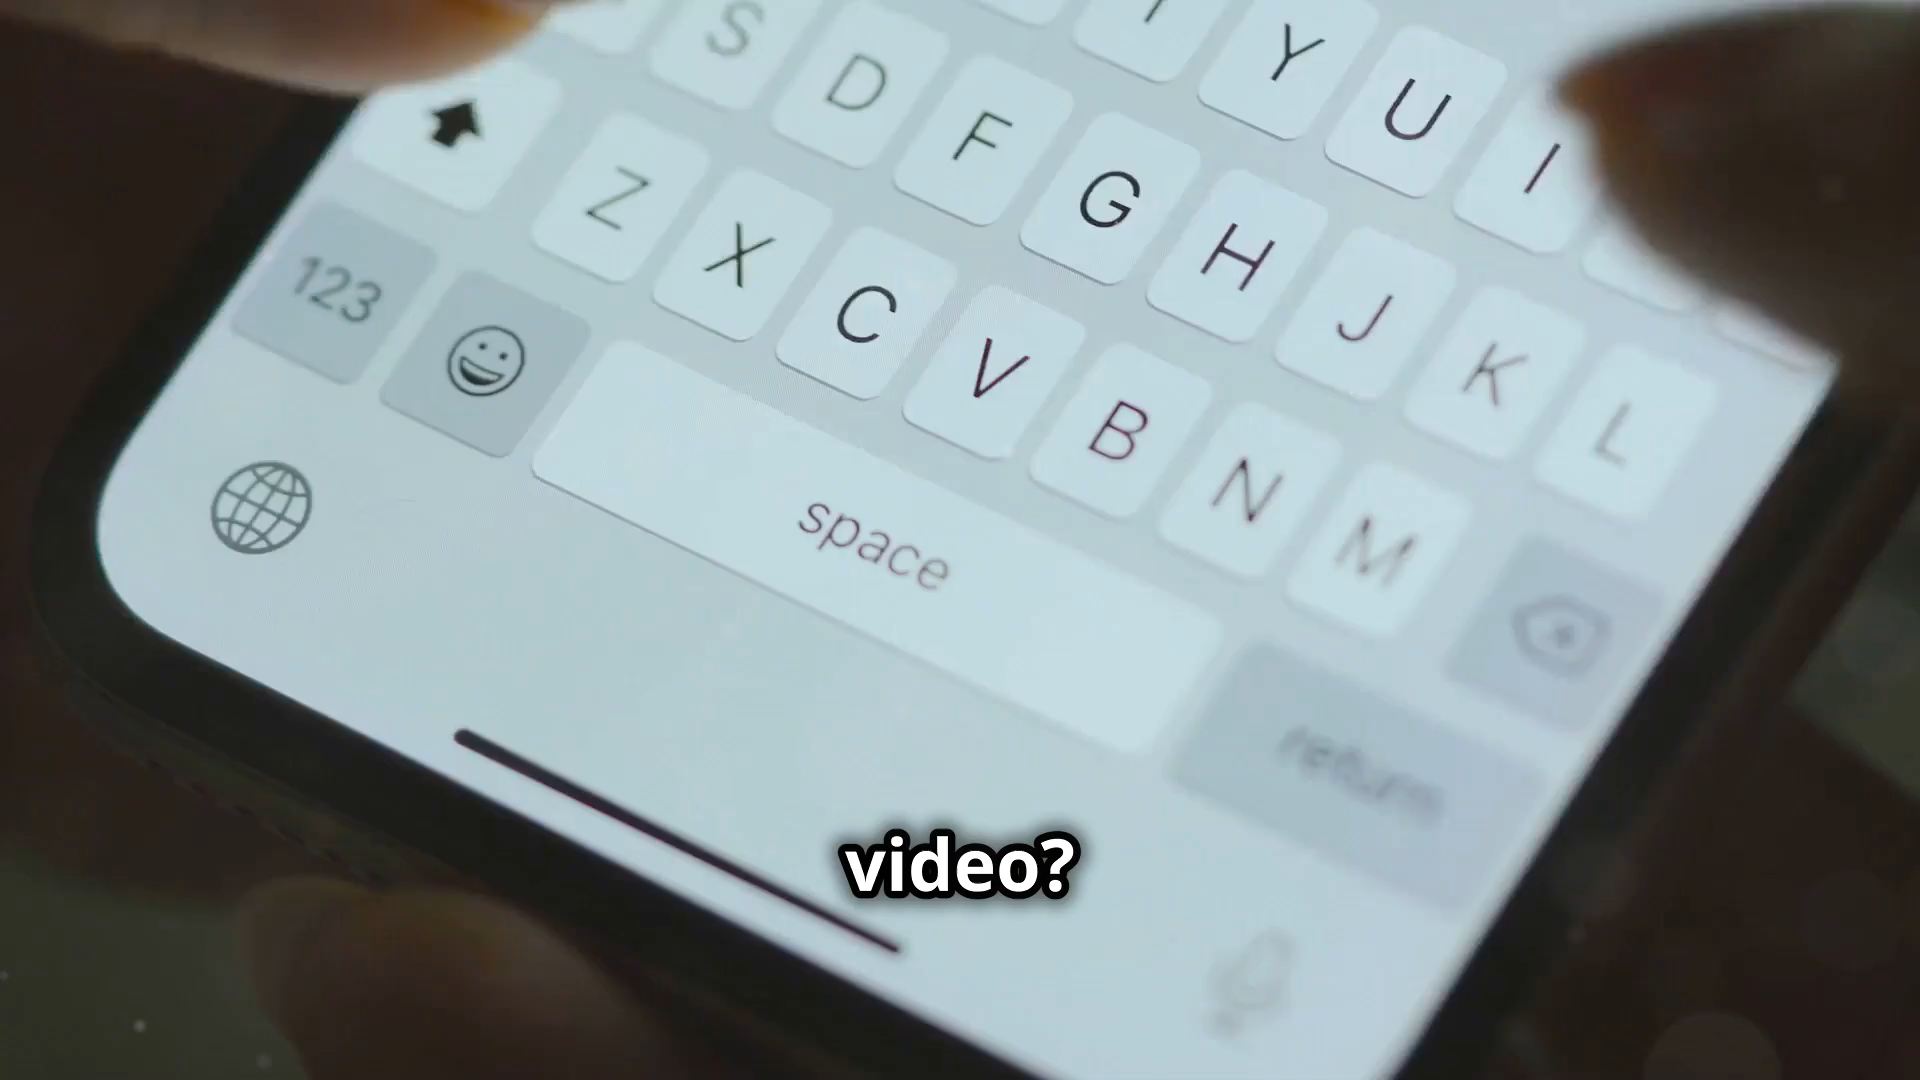 Y U I
S D F G H J K L
Z X C V B N M
123
space
return
video?